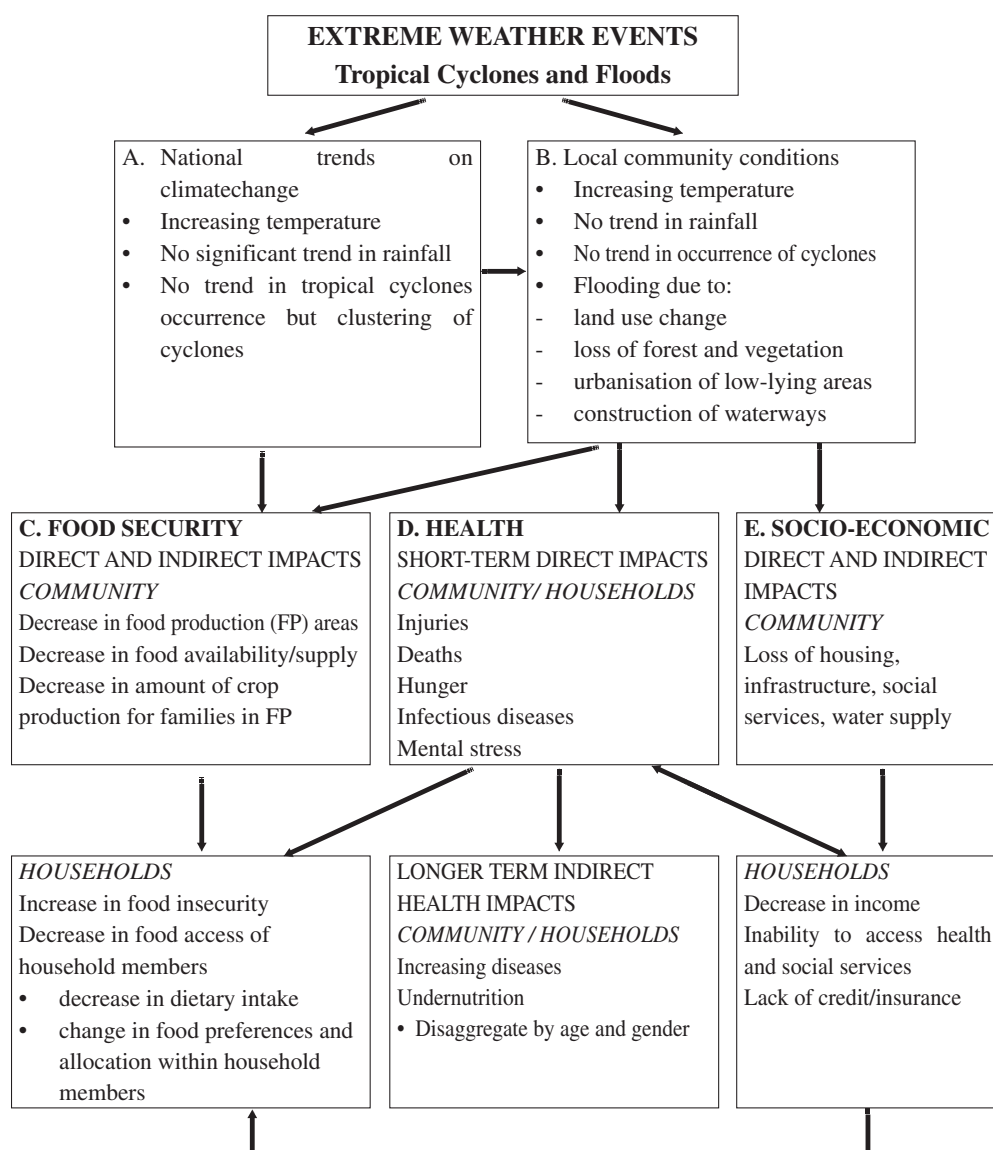 EXTREME WEATHER EVENTS
Tropical Cyclones and Floods
A. National trends on
climatechange
• Increasing temperature
• No significant trend in rainfall
• No trend in tropical cyclones
occurrence but clustering of
cyclones
B. Local community conditions
• Increasing temperature
• No trend in rainfall
• No trend in occurrence of cyclones
• Flooding due to:
- land use change
- loss of forest and vegetation
- urbanisation of low-lying areas
- construction of waterways
C. FOOD SECURITY
DIRECT AND INDIRECT IMPACTS
COMMUNITY
Decrease in food production (FP) areas
Decrease in food availability/supply
Decrease in amount of crop
production for families in FP
D. HEALTH
SHORT-TERM DIRECT IMPACTS
COMMUNITY/ HOUSEHOLDS
Injuries
Deaths
Hunger
Infectious diseases
Mental stress
E. SOCIO-ECONOMIC
DIRECT AND INDIRECT
IMPACTS
COMMUNITY
Loss of housing,
infrastructure, social
services, water supply
HOUSEHOLDS
Increase in food insecurity
Decrease in food access of
household members
• decrease in dietary intake
• change in food preferences and
allocation within household
members
LONGER TERM INDIRECT
HEALTH IMPACTS
COMMUNITY / HOUSEHOLDS
Increasing diseases
Undernutrition
• Disaggregate by age and gender
HOUSEHOLDS
Decrease in income
Inability to access health
and social services
Lack of credit/insurance